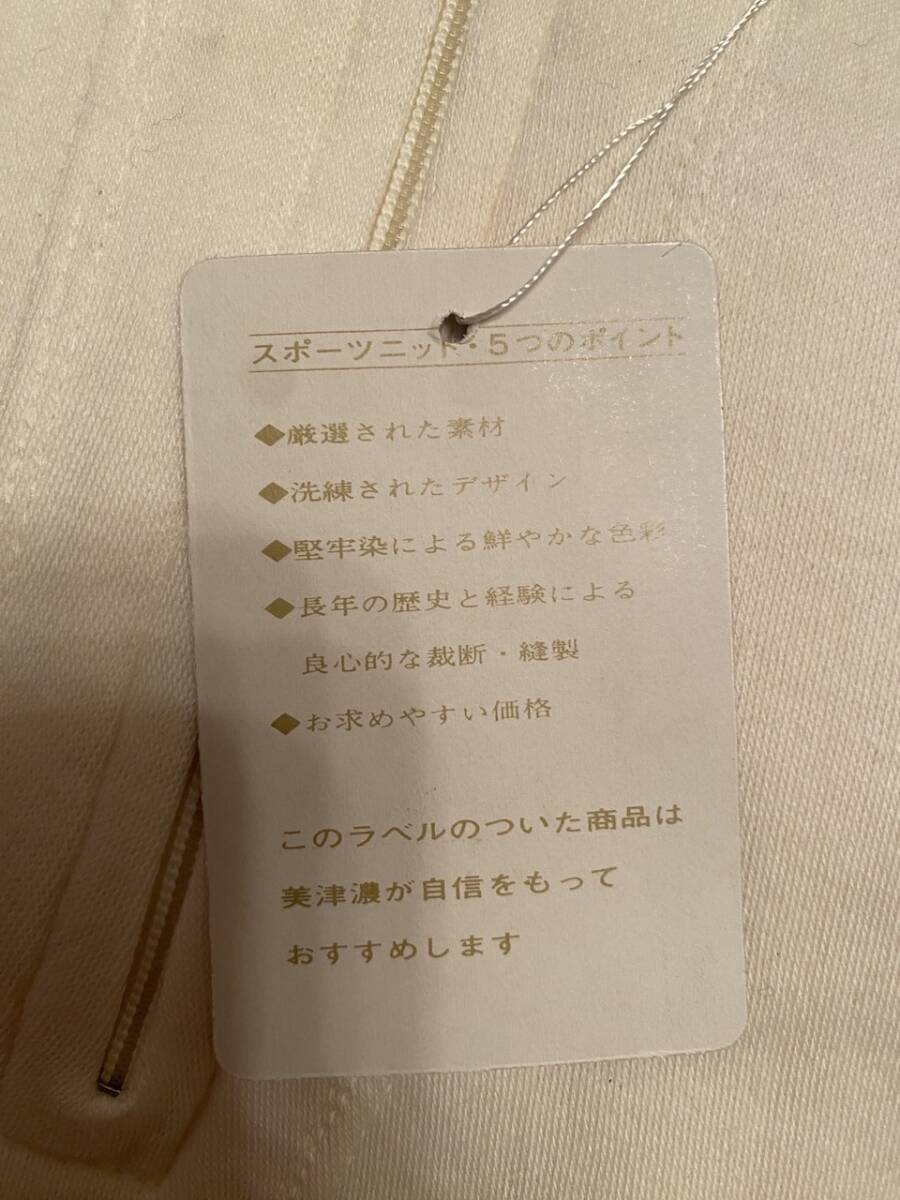 スポーツニット・5つのポイント
◆厳選された素材
◆洗練されたデザイン
◆堅牢染による鮮やかな色彩
◆長年の歴史と経験による
良心的な裁断・縫製
◆お求めやすい価格
このラベルのついた商品は
美津濃が自信をもって
おすすめします